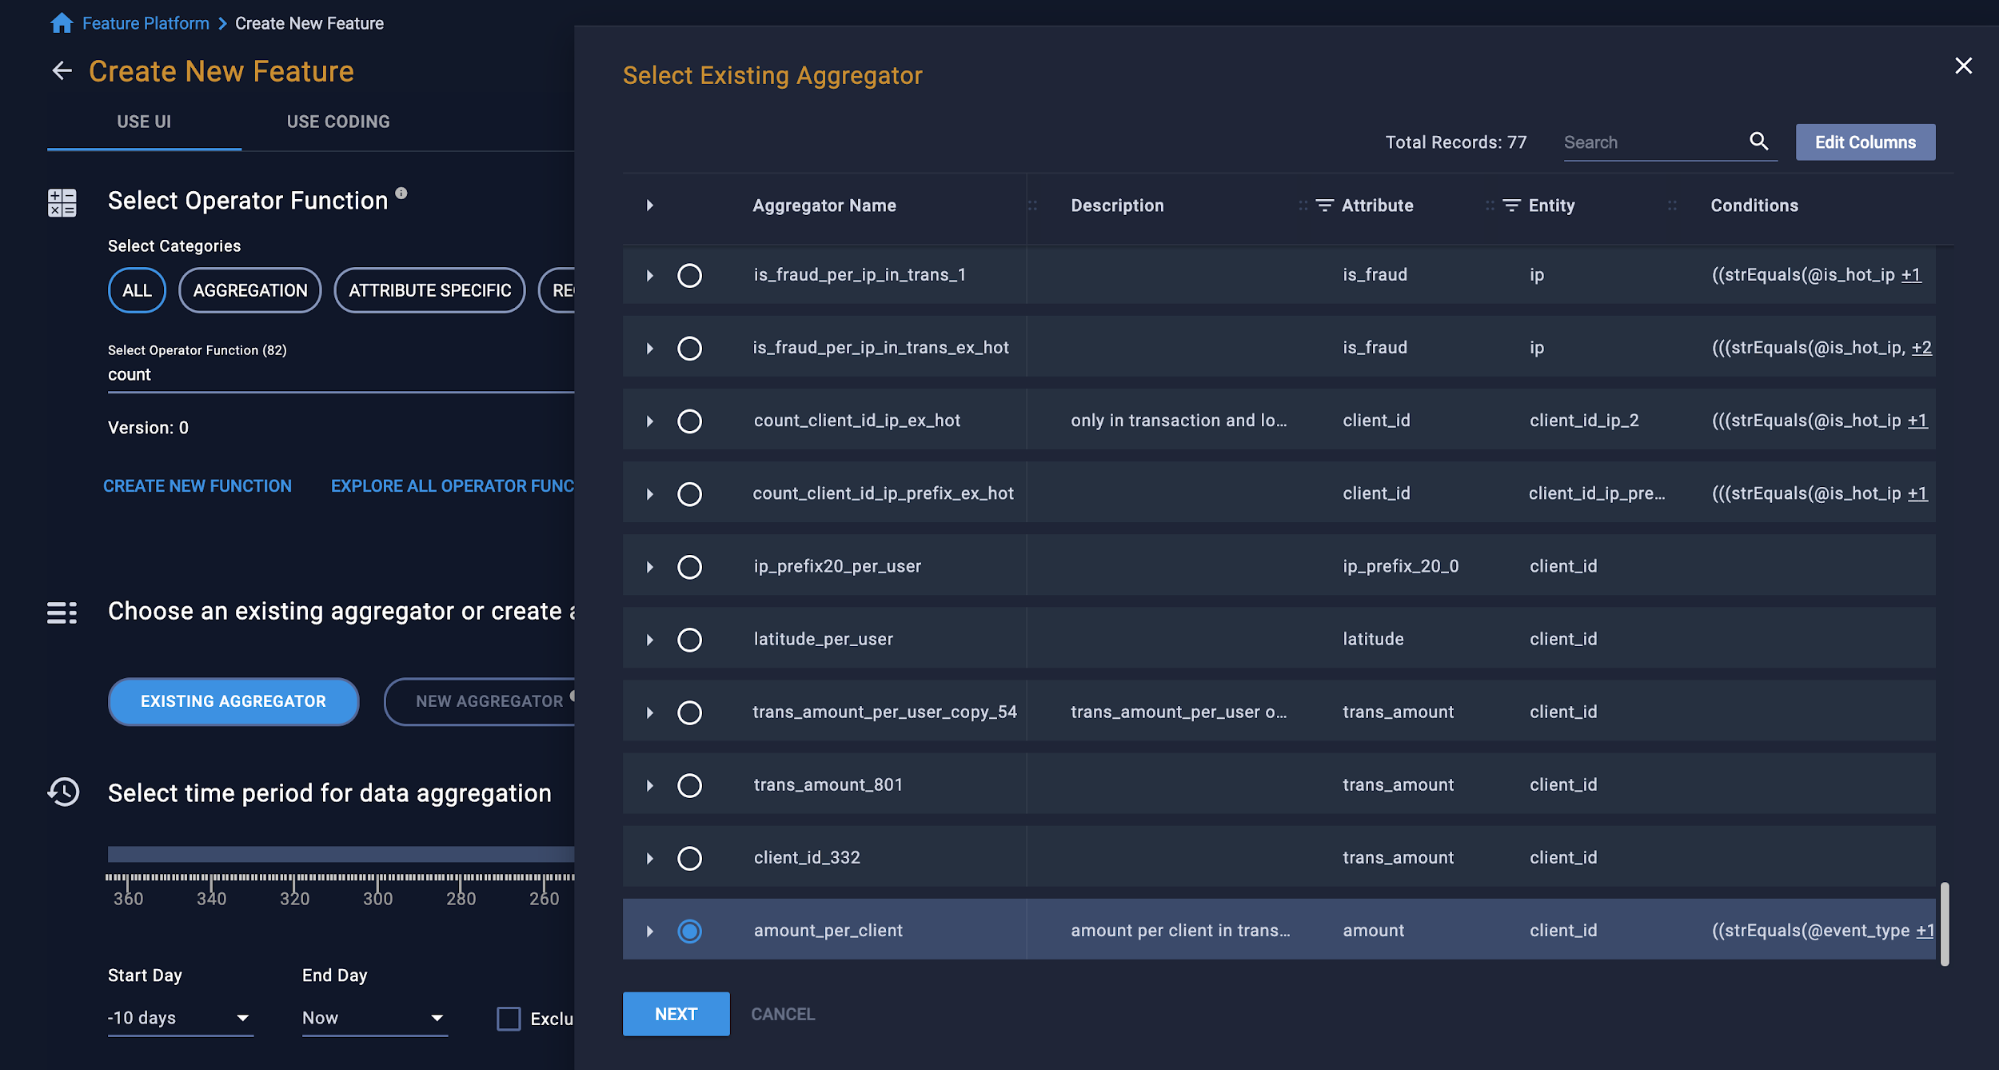 Feature Platform > Create New Feature
Create New Feature
USE UI
USE CODING
Select Operator Function
Select Categories
ALL
AGGREGATION
ATTRIBUTE SPECIFIC
Select Operator Function (82)
count
Version: 0
CREATE NEW FUNCTION
EXPLORE ALL OPERATOR FUNC
Choose an existing aggregator or create a
EXISTING AGGREGATOR
NEW AGGREGATOR
Select time period for data aggregation
360 340 320 300 280 260
Start Day
End Day
-10 days
Now
Exclu
Select Existing Aggregator
Total Records: 77
Search
Edit Columns
Aggregator Name Description Attribute Entity Conditions
is_fraud_per_ip_in_trans_1 is_fraud ip ((strEquals(@is_hot_ip +1
is_fraud_per_ip_in_trans_ex_hot is_fraud ip (((strEquals(@is_hot_ip, +2
count_client_id_ip_ex_hot only in transaction and lo... client_id client_id_ip_2 (((strEquals(@is_hot_ip +1
count_client_id_ip_prefix_ex_hot client_id client_id_ip_pre... (((strEquals(@is_hot_ip +1
ip_prefix20_per_user ip_prefix_20_0 client_id
latitude_per_user latitude client_id
trans_amount_per_user_copy_54 trans_amount_per_user o... trans_amount client_id
trans_amount_801 trans_amount client_id
client_id_332 trans_amount client_id
amount_per_client amount per client in trans... amount client_id ((strEquals(@event_type +1
NEXT
CANCEL